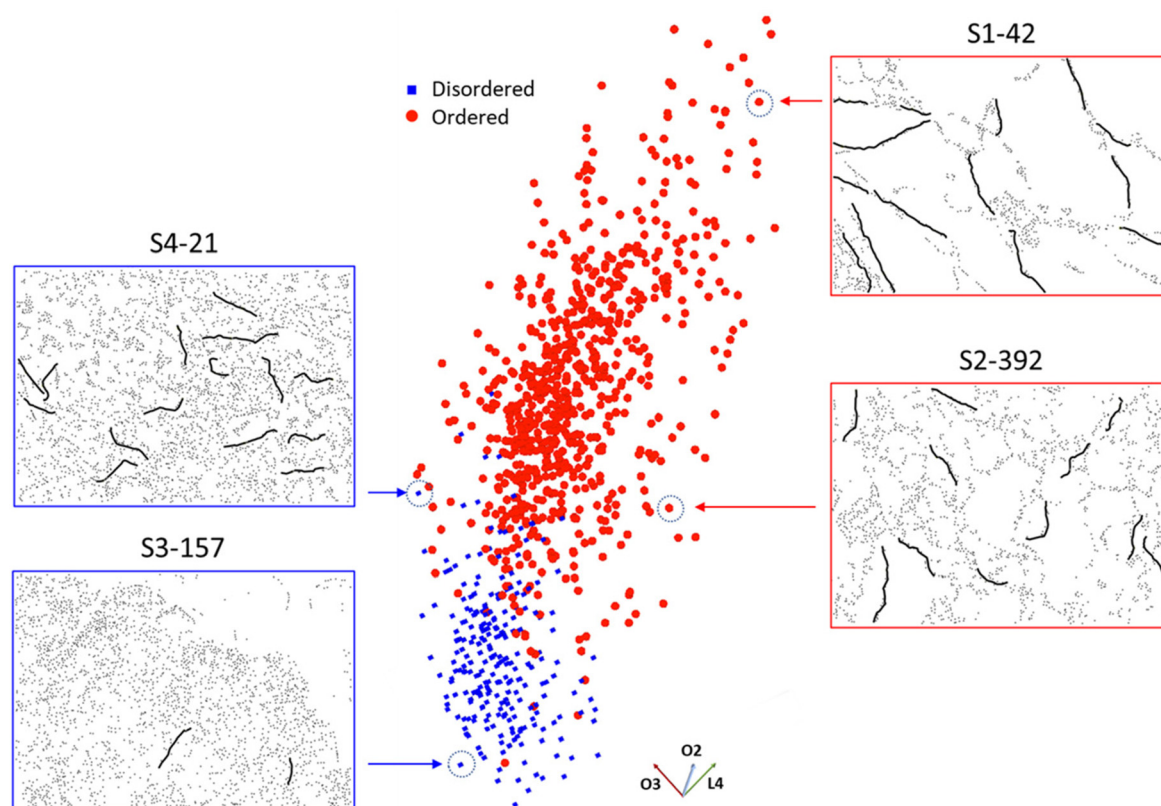 S1-42
Disordered
Ordered
S4-21
S2-392
S3-157
O2
O3
L4